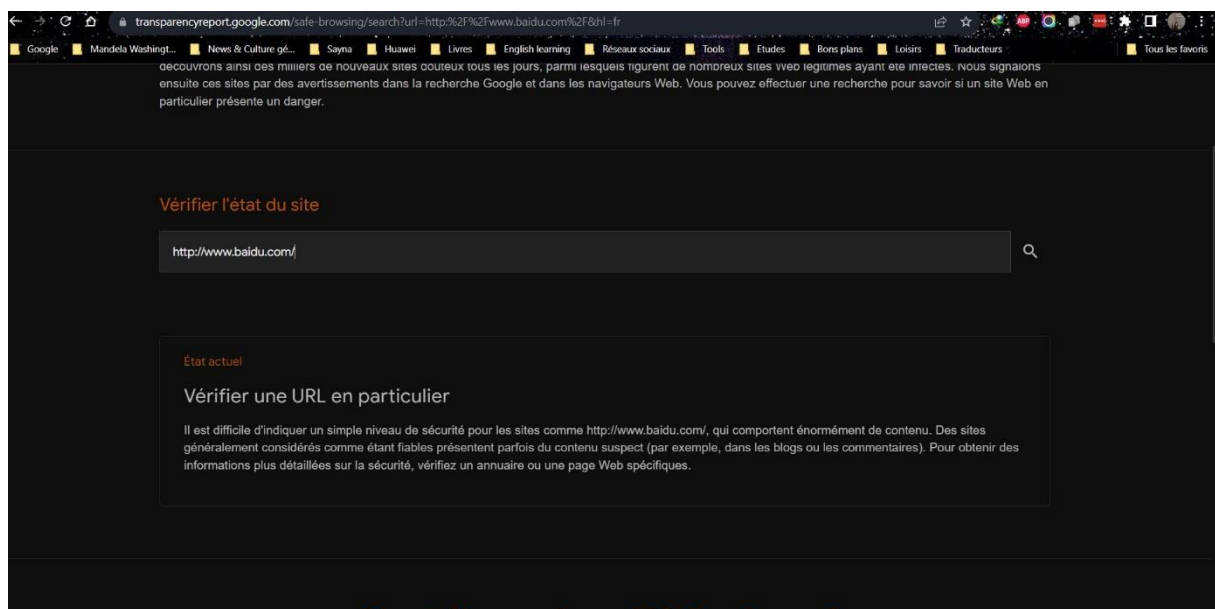 transparencyreport.google.com/safe-browsing/search?url=http:%2F%2Fwww.baidu.com%2F&hl=fr
Google Mandela Washingt... News & Culture gé... Sayna Huawei Livres English learning Réseaux sociaux Tools Etudes Bons plans Loisirs Traducteurs Tous les favoris
découvrons ainsi des milliers de nouveaux sites douteux tous les jours, parmi lesquels figurent de nombreux sites Web légitimes ayant été infectés. Nous signalons
ensuite ces sites par des avertissements dans la recherche Google et dans les navigateurs Web. Vous pouvez effectuer une recherche pour savoir si un site Web en
particulier présente un danger.
Vérifier l'état du site
http://www.baidu.com/
État actuel
Vérifier une URL en particulier
Il est difficile d'indiquer un simple niveau de sécurité pour les sites comme http://www.baidu.com/, qui comportent énormément de contenu. Des sites
généralement considérés comme étant fiables présentent parfois du contenu suspect (par exemple, dans les blogs ou les commentaires). Pour obtenir des
informations plus détaillées sur la sécurité, vérifiez un annuaire ou une page Web spécifiques.